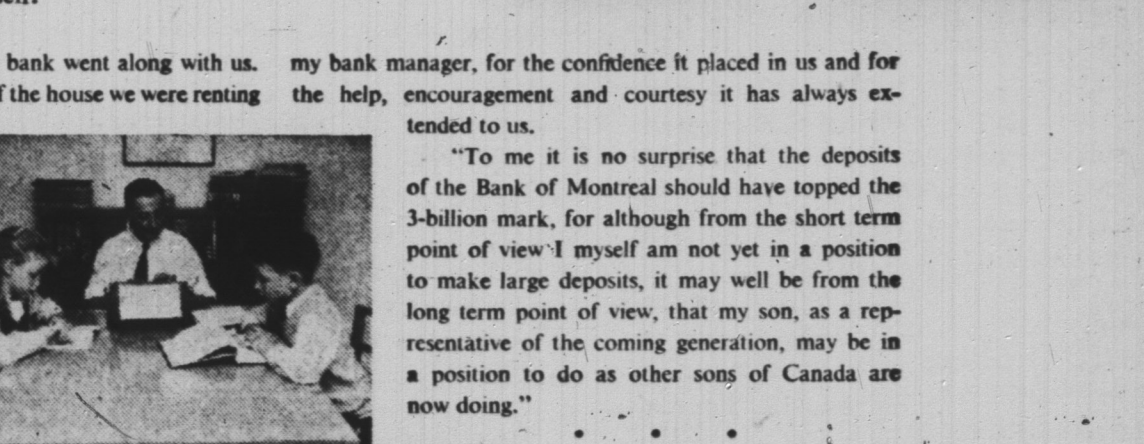 bank went along with us.
the house we were renting
my bank manager, for the confidence it placed in us and for
the help, encouragement and courtesy it has always ex-
tended to us.
"To me it is no surprise that the deposits
of the Bank of Montreal should have topped the
3-billion mark, for although from the short term
point of view I myself am not yet in a position
to make large deposits, it may well be from the
long term point of view, that my son, as a rep-
resentative of the coming generation, may be in
a position to do as other sons of Canada are
now doing."
• • •